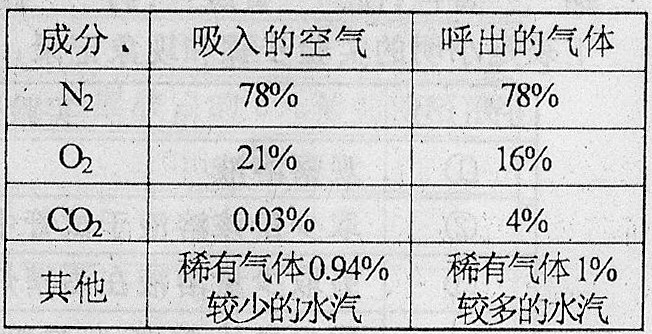 成分、 吸入的空气 呼出的气体
N₂ 78% 78%
O₂ 21% 16%
CO₂ 0.03% 4%
其他 稀有气体0.94% 稀有气体1%
较少的水汽 较多的水汽